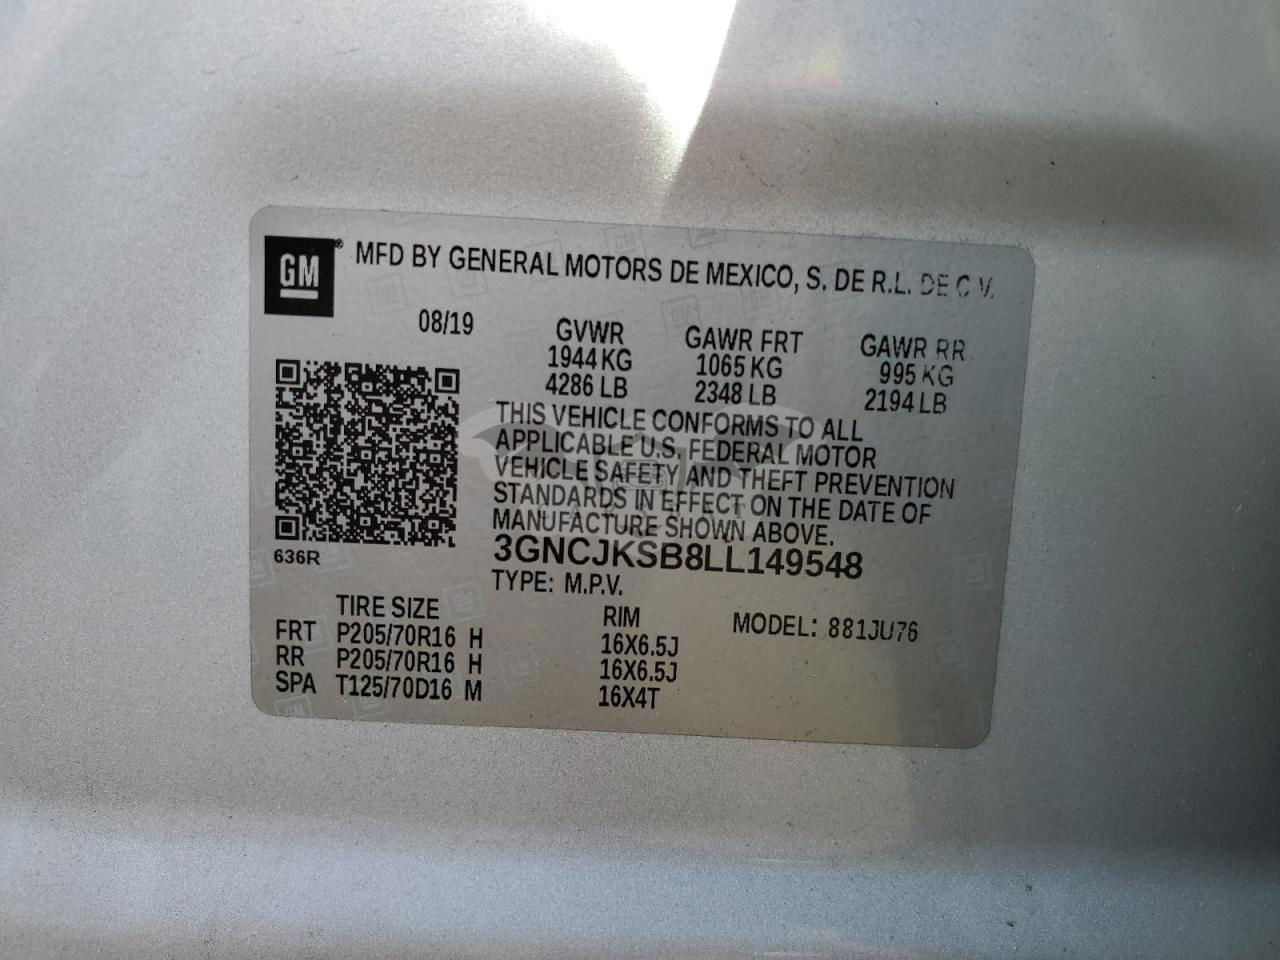 GM ® MFD BY GENERAL MOTORS DE MEXICO, S. DE R.L. DE C.V.
08/19 GVWR GAWR FRT GAWR RR
1944 KG 1065 KG 995 KG
4286 LB 2348 LB 2194 LB
THIS VEHICLE CONFORMS TO ALL
APPLICABLE U.S. FEDERAL MOTOR
VEHICLE SAFETY AND THEFT PREVENTION
STANDARDS IN EFFECT ON THE DATE OF
MANUFACTURE SHOWN ABOVE.
636R
3GNCJKSB8LL149548
TYPE: M.P.V.
TIRE SIZE RIM MODEL: 881JU76
FRT P205/70R16 H 16X6.5J
RR P205/70R16 H 16X6.5J
SPA T125/70D16 M 16X4T